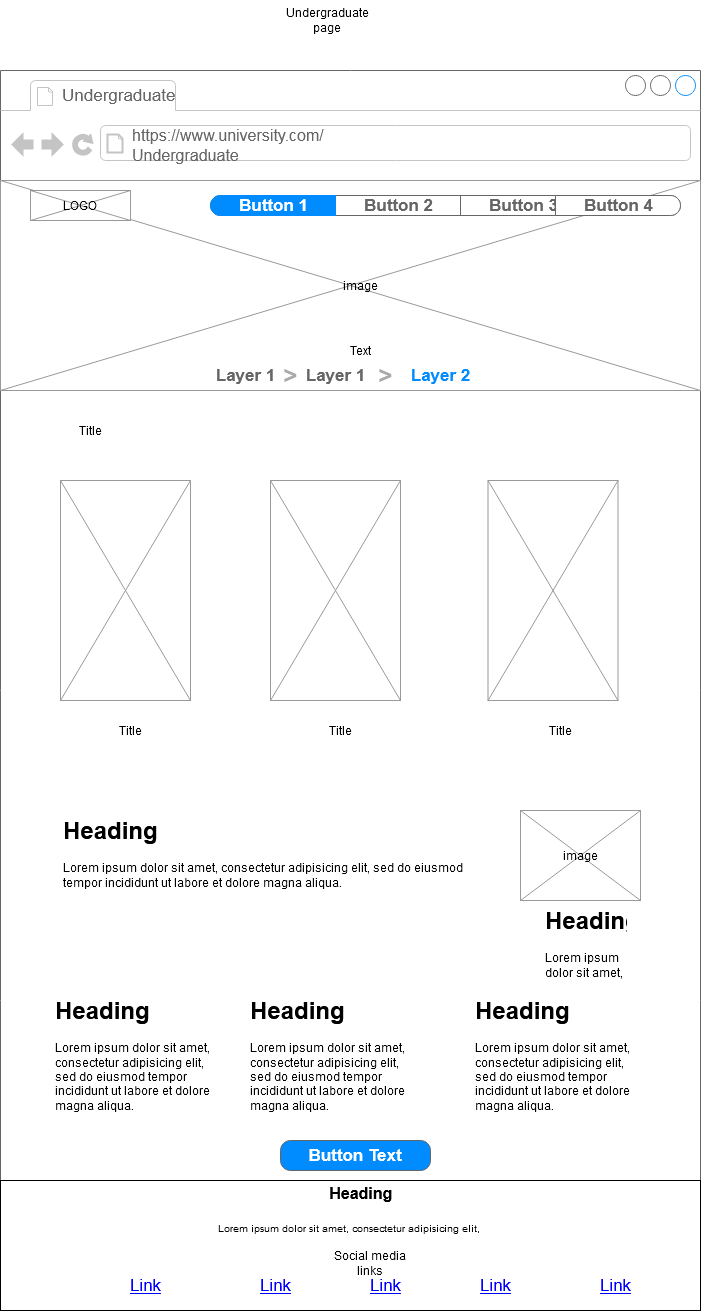 Undergraduate
page
Undergraduate
https://www.university.com/
Undergraduate
LOGO
Button 1
Button 2
Button 3
Button 4
image
Text
Layer 1 > Layer 1 > Layer 2
Title
Title
Title
Title
Heading
Lorem ipsum dolor sit amet, consectetur adipisicing elit, sed do eiusmod
tempor incididunt ut labore et dolore magna aliqua.
image
Heading
Lorem ipsum
dolor sit amet,
Heading
Lorem ipsum dolor sit amet,
consectetur adipisicing elit,
sed do eiusmod tempor
incididunt ut labore et dolore
magna aliqua.
Heading
Lorem ipsum dolor sit amet,
consectetur adipisicing elit,
sed do eiusmod tempor
incididunt ut labore et dolore
magna aliqua.
Heading
Lorem ipsum dolor sit amet,
consectetur adipisicing elit,
sed do eiusmod tempor
incididunt ut labore et dolore
magna aliqua.
Button Text
Heading
Lorem ipsum dolor sit amet, consectetur adipisicing elit,
Social media
links
Link
Link
Link
Link
Link